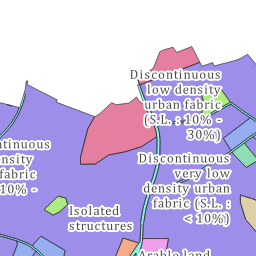 Discontinuous
low density
urban fabric
(S.L. : 10% -
30%)
ntinuous
nsity
fabric
10% -
Discontinuous
very low
density urban
fabric (S.L. :
< 10%)
Isolated
structures
Arable land